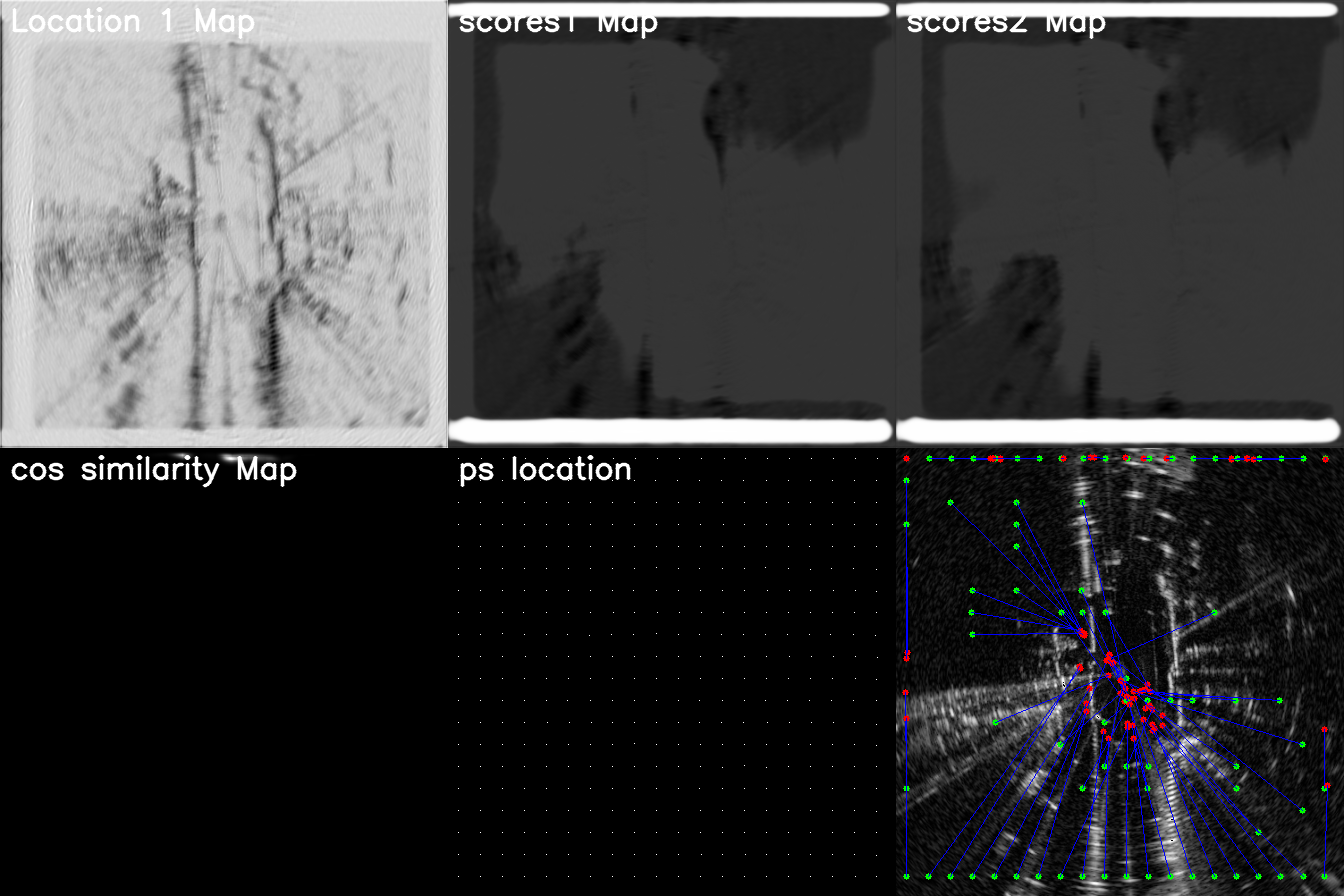 Location 1 Map
scores1 Map
scores2 Map
cos similarity Map
ps location